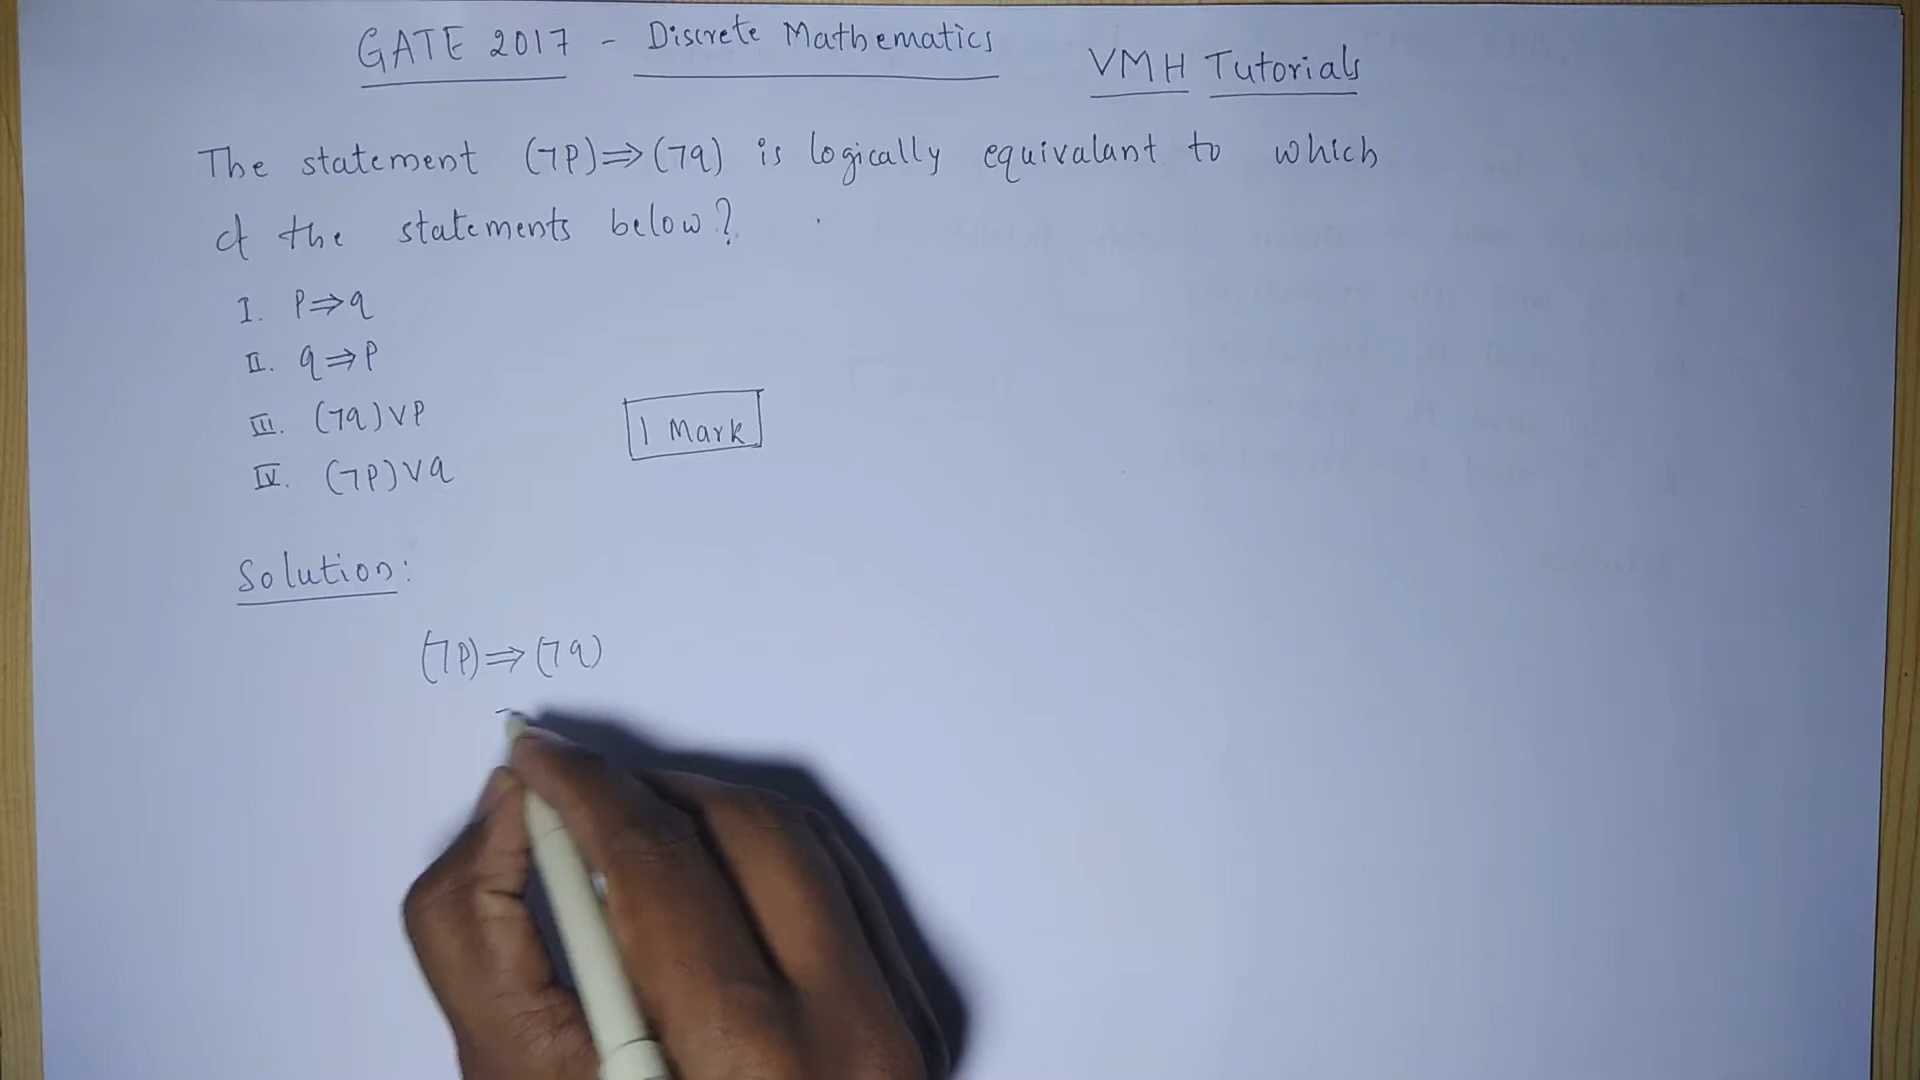 GATE 2017 - Discrete Mathematics
VMH Tutorials
The statement (¬P)⇒(¬q) is logically equivalant to which
of the statements below?
I. P⇒q
II. q⇒P
III. (¬q)∨P
IV. (¬P)∨q
1 Mark
Solution:
(¬P)⇒(¬q)